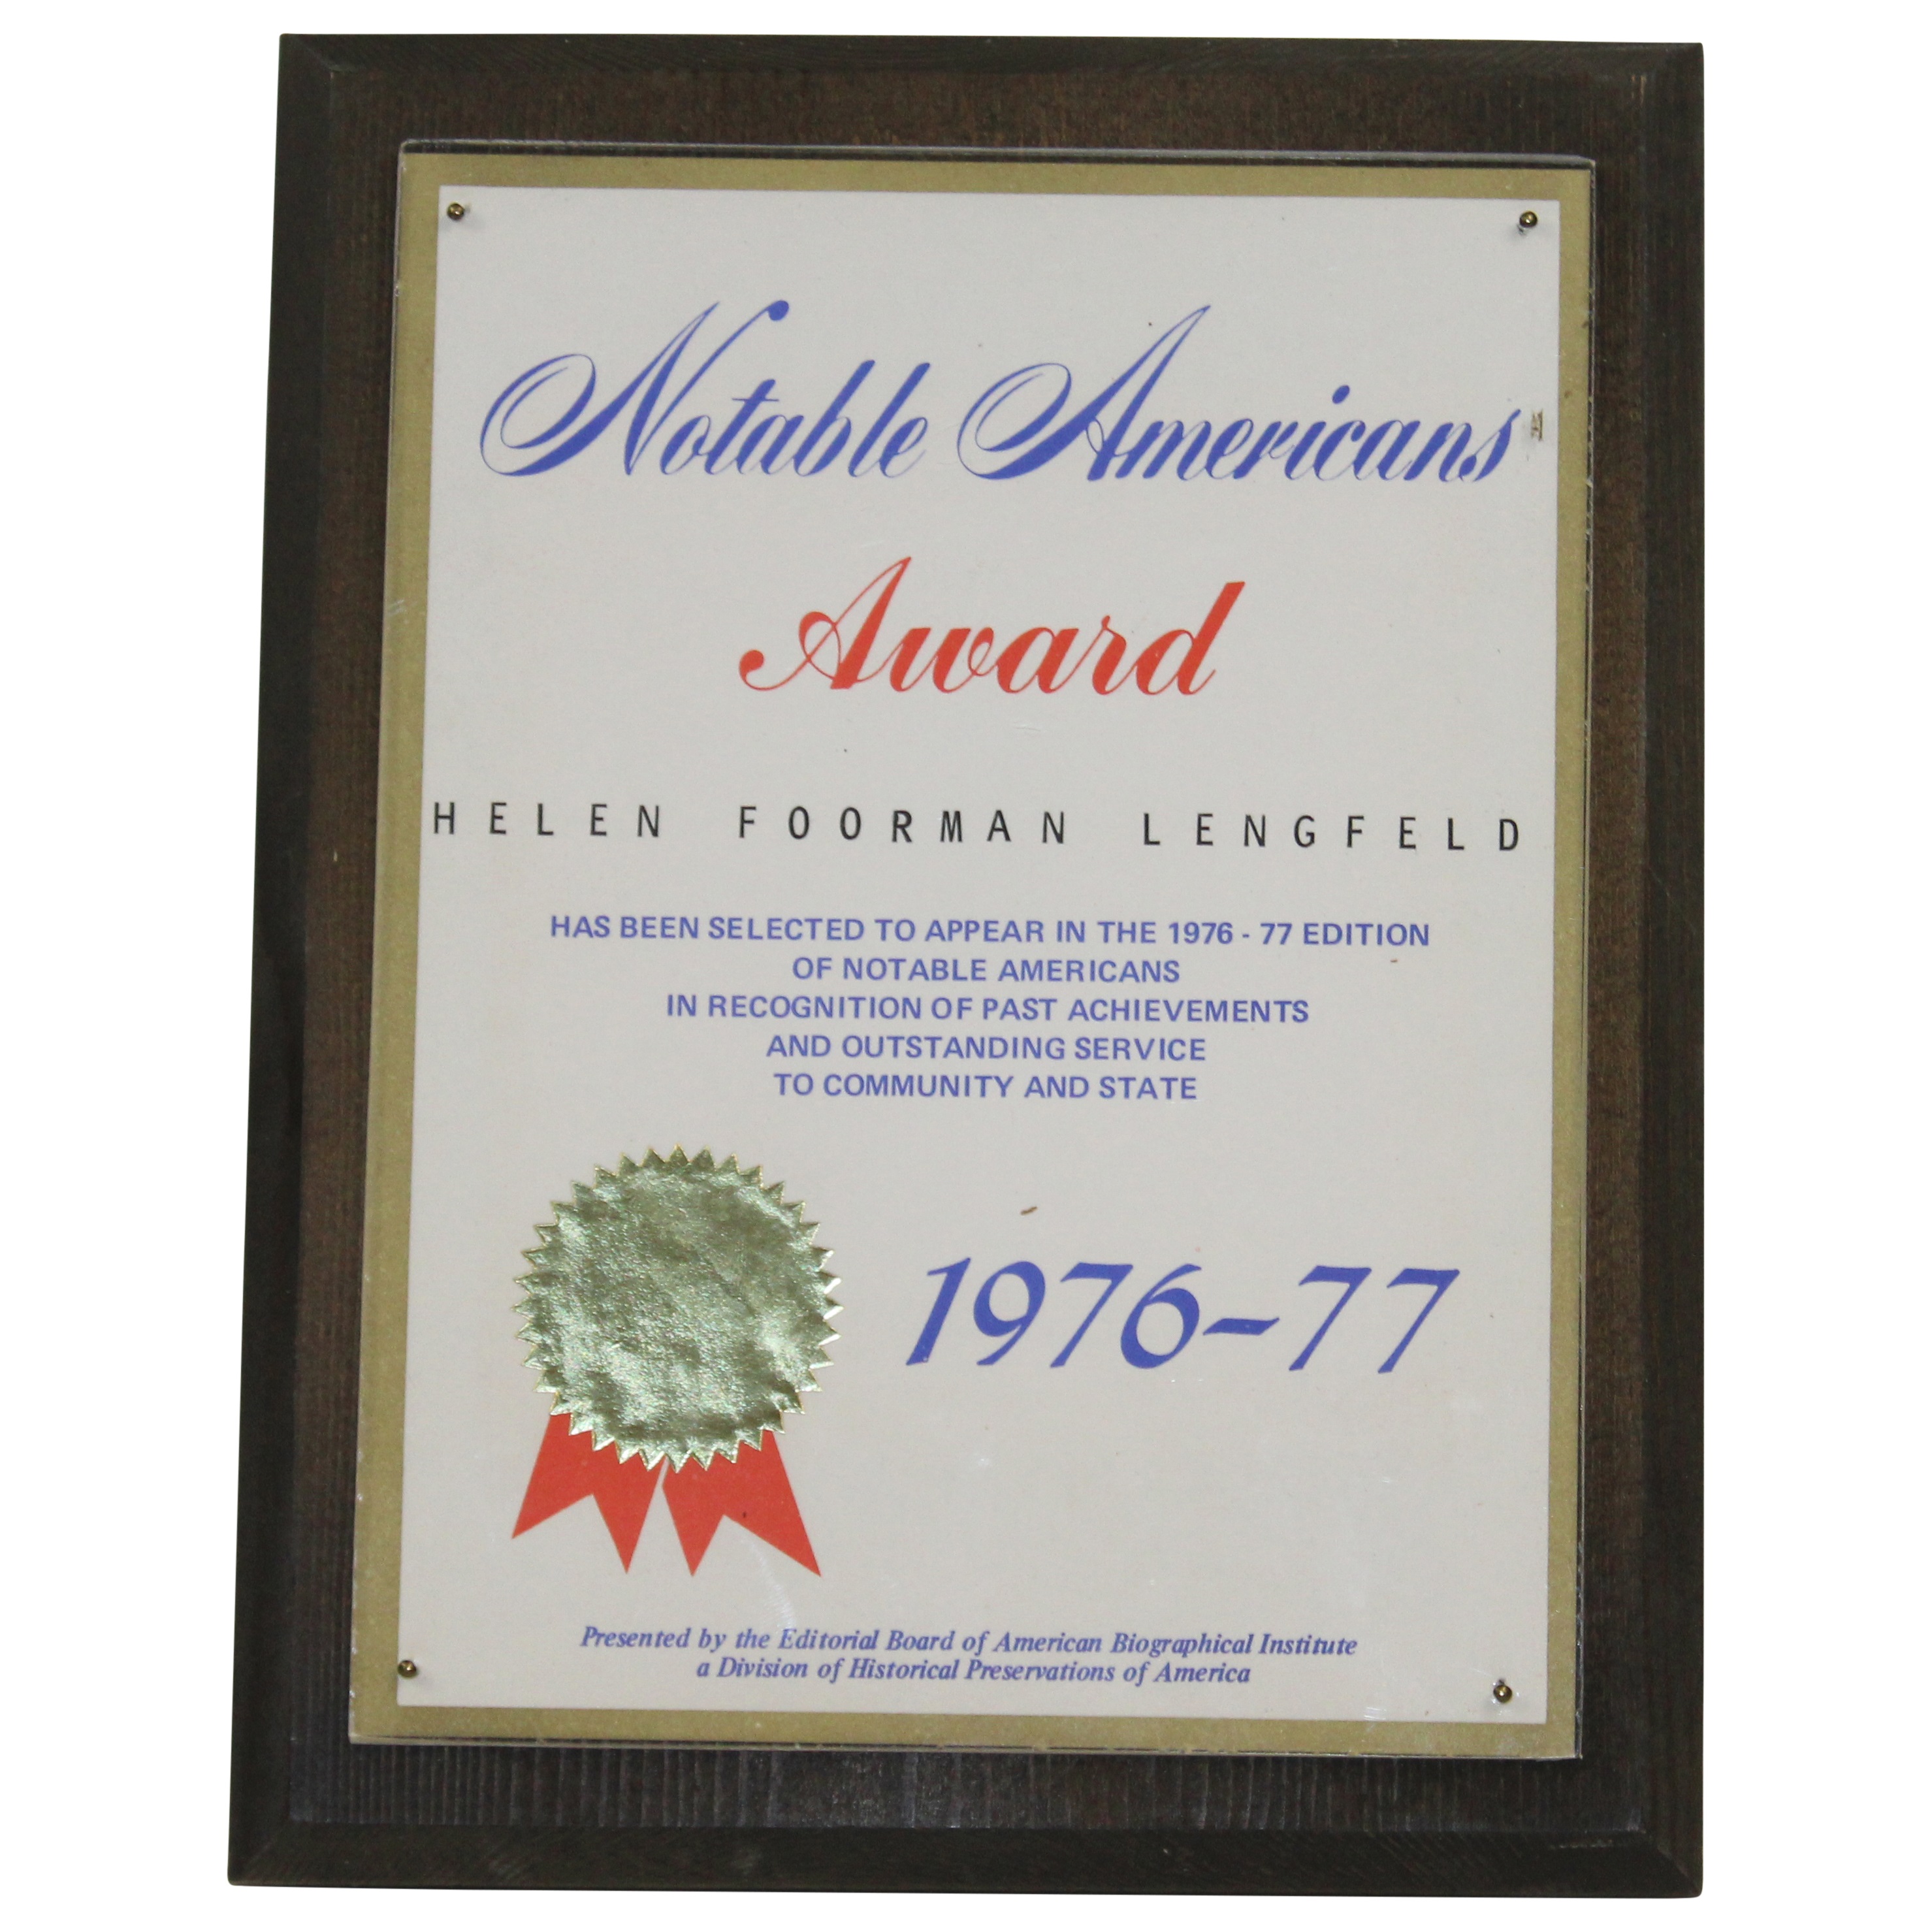 Notable Americans
Award
HELEN FOORMAN LENGFELD
HAS BEEN SELECTED TO APPEAR IN THE 1976 - 77 EDITION
OF NOTABLE AMERICANS
IN RECOGNITION OF PAST ACHIEVEMENTS
AND OUTSTANDING SERVICE
TO COMMUNITY AND STATE
1976-77
Presented by the Editorial Board of American Biographical Institute
a Division of Historical Preservations of America